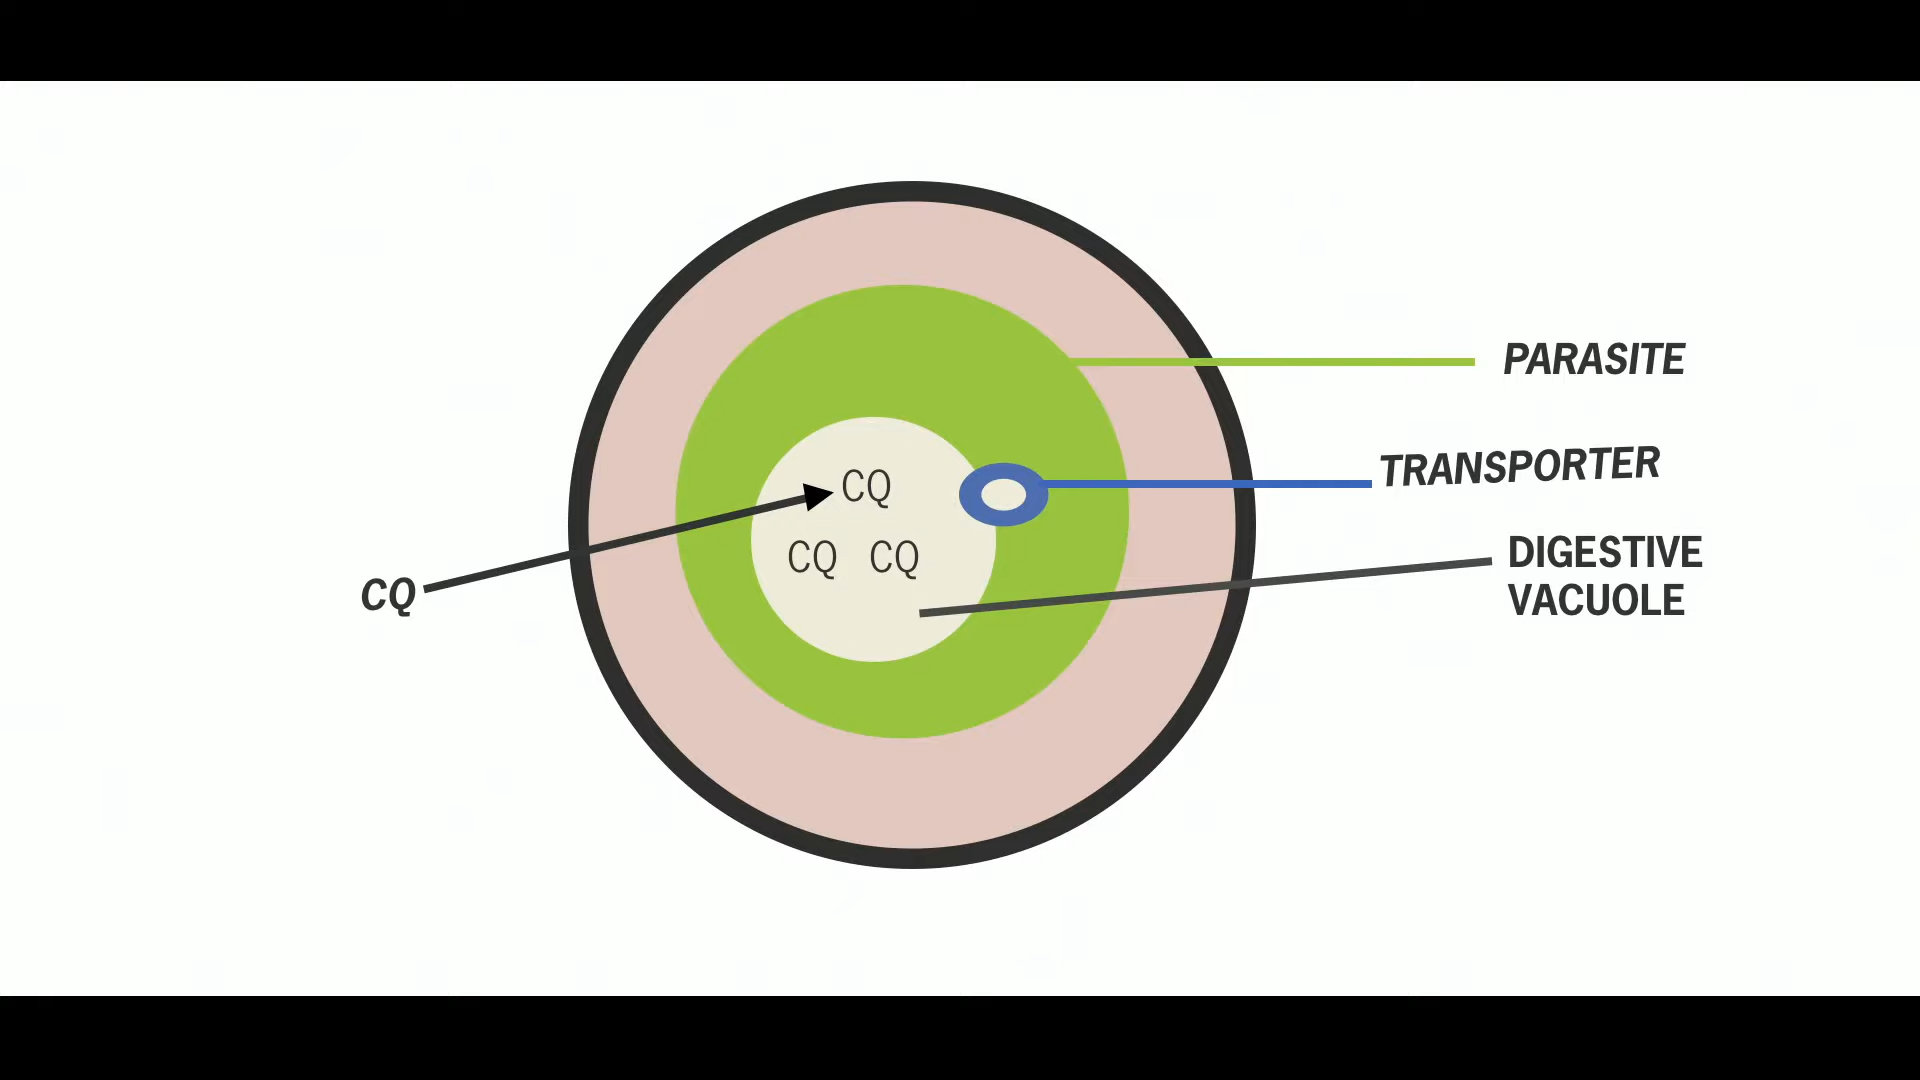 PARASITE
TRANSPORTER
CQ
DIGESTIVE
VACUOLE
CQ CQ
CQ